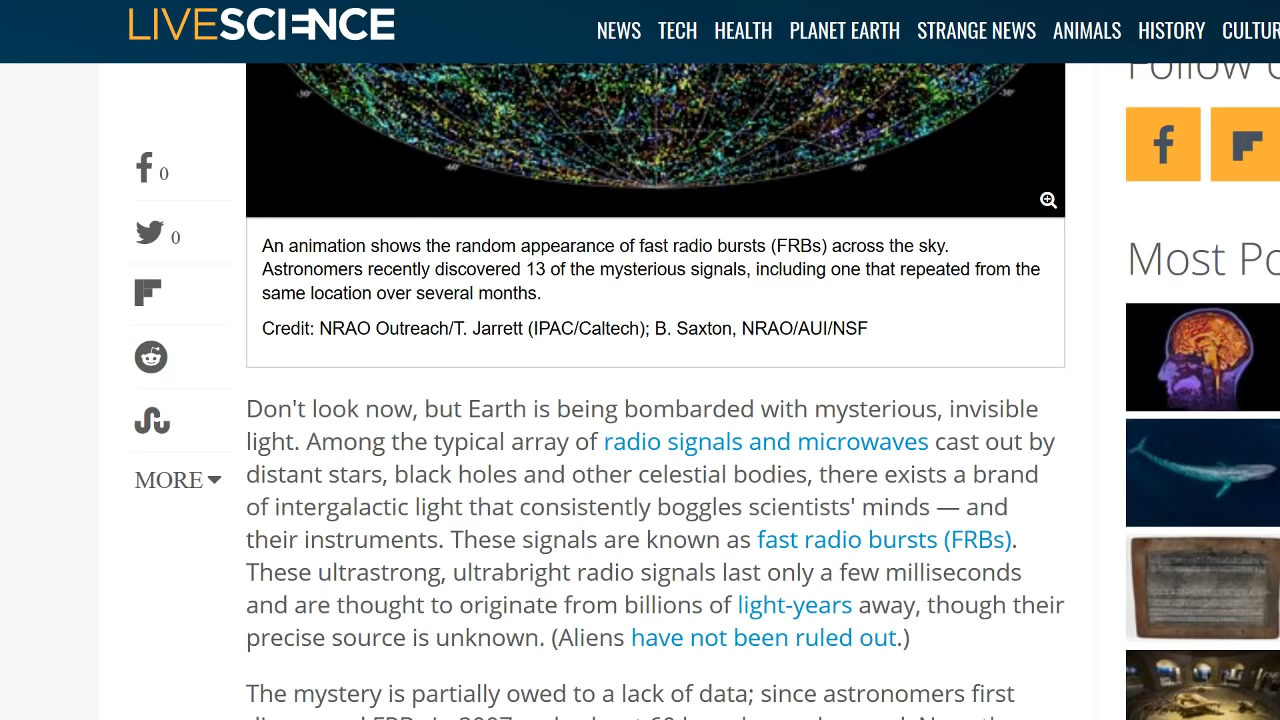 LIVESCIENCE
NEWS TECH HEALTH PLANET EARTH STRANGE NEWS ANIMALS HISTORY
Follow
0
0
MORE
An animation shows the random appearance of fast radio bursts (FRBs) across the sky.
Astronomers recently discovered 13 of the mysterious signals, including one that repeated from the
same location over several months.
Credit: NRAO Outreach/T. Jarrett (IPAC/Caltech); B. Saxton, NRAO/AUI/NSF
Don't look now, but Earth is being bombarded with mysterious, invisible
light. Among the typical array of radio signals and microwaves cast out by
distant stars, black holes and other celestial bodies, there exists a brand
of intergalactic light that consistently boggles scientists' minds — and
their instruments. These signals are known as fast radio bursts (FRBs).
These ultrastrong, ultrabright radio signals last only a few milliseconds
and are thought to originate from billions of light-years away, though their
precise source is unknown. (Aliens have not been ruled out.)
The mystery is partially owed to a lack of data; since astronomers first
Most